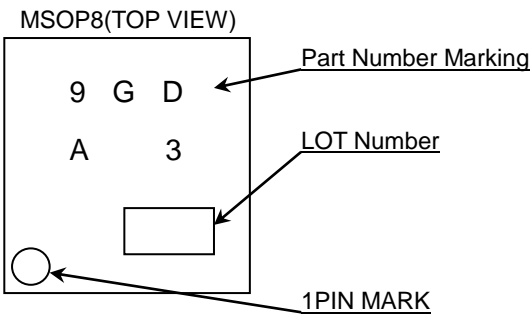 MSOP8(TOP VIEW)
Part Number Marking
9 G D
A 3
LOT Number
1PIN MARK